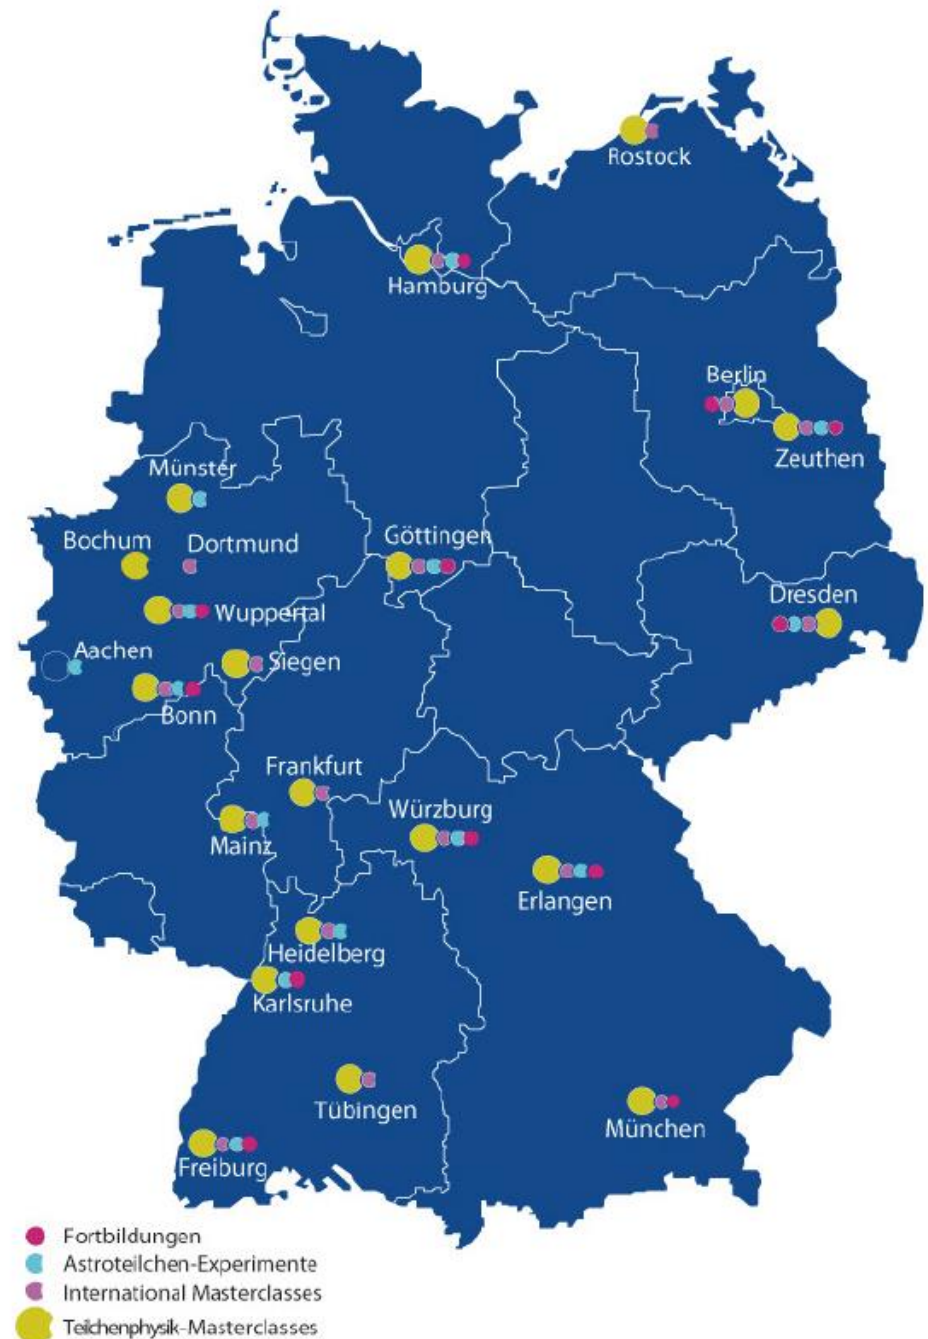 Rostock
Hamburg
Berlin
Zeuthen
Münster
Bochum
Dortmund
Göttingen
Dresden
Wuppertal
Aachen
Siegen
Bonn
Frankfurt
Würzburg
Mainz
Erlangen
Heidelberg
Karlsruhe
Tübingen
München
Freiburg
Fortbildungen
Astroteilchen-Experimente
International Masterclasses
Teilchenphysik-Masterclasses